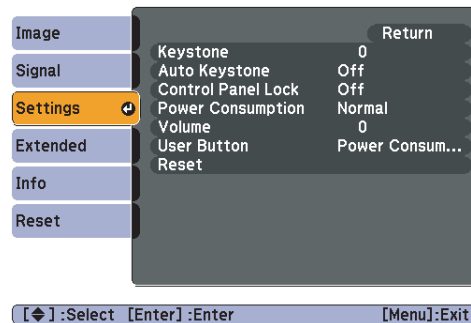 Image
Signal
Settings
Extended
Info
Reset
Return
Keystone 0
Auto Keystone Off
Control Panel Lock Off
Power Consumption Normal
Volume 0
User Button Power Consum...
Reset
[◆] :Select [Enter] :Enter [Menu]:Exit